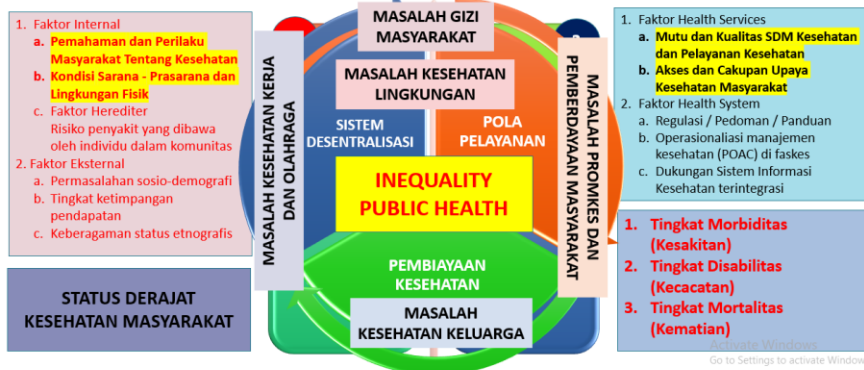 1. Faktor Internal
a. Pemahaman dan Perilaku
Masyarakat Tentang Kesehatan
b. Kondisi Sarana - Prasarana dan
Lingkungan Fisik
c. Faktor Herediter
Risiko penyakit yang dibawa
oleh individu dalam komunitas
2. Faktor Eksternal
a. Permasalahan sosio-demografi
b. Tingkat ketimpangan
pendapatan
c. Keberagaman status etnografis
STATUS DERAJAT
KESEHATAN MASYARAKAT
MASALAH KESEHATAN KERJA
DAN OLAHRAGA
MASALAH GIZI
MASYARAKAT
MASALAH KESEHATAN
LINGKUNGAN
SISTEM
DESENTRALISASI
POLA
PELAYANAN
INEQUALITY
PUBLIC HEALTH
PEMBIAYAAN
KESEHATAN
MASALAH
KESEHATAN KELUARGA
MASALAH PROMKES DAN
PEMBERDAYAAN MASYARAKAT
1. Faktor Health Services
a. Mutu dan Kualitas SDM Kesehatan
dan Pelayanan Kesehatan
b. Akses dan Cakupan Upaya
Kesehatan Masyarakat
2. Faktor Health System
a. Regulasi / Pedoman / Panduan
b. Operasionaliasi manajemen
kesehatan (POAC) di faskes
c. Dukungan Sistem Informasi
Kesehatan terintegrasi
1. Tingkat Morbiditas
(Kesakitan)
2. Tingkat Disabilitas
(Kecacatan)
3. Tingkat Mortalitas
(Kematian)
Activate Windows
Go to Settings to activate Window